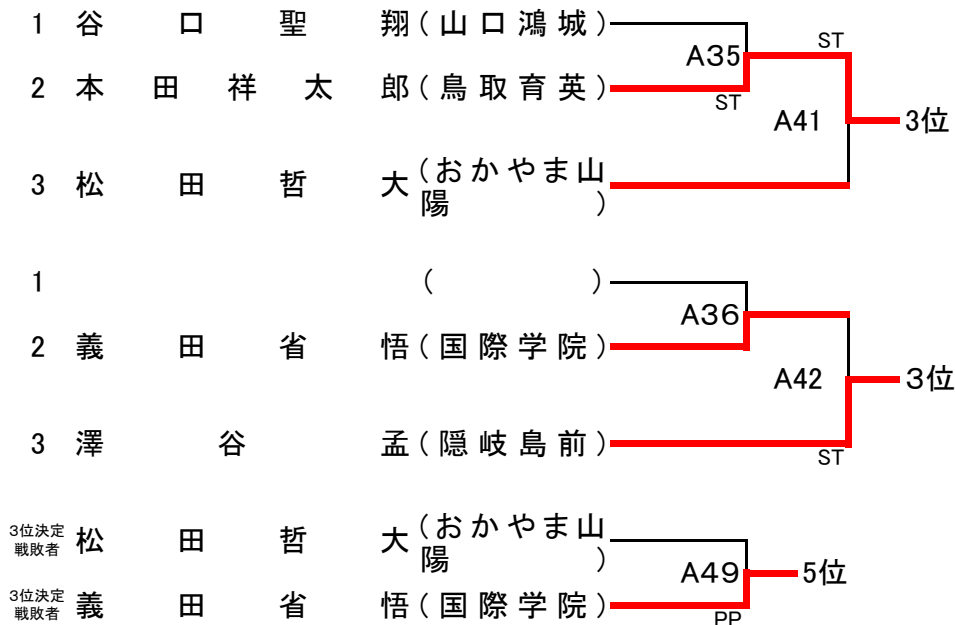 1 谷口聖翔(山口鴻城)
A35
ST
2 本田祥太郎(鳥取育英)
ST
A41
3位
3 松田哲大(おかやま山
陽)
1 ( )
A36
2 義田省悟(国際学院)
A42
3位
3 澤谷孟(隠岐島前)
ST
3位決定
戦敗者
松田哲大(おかやま山
陽)
A49
5位
3位決定
戦敗者
義田省悟(国際学院)
PP